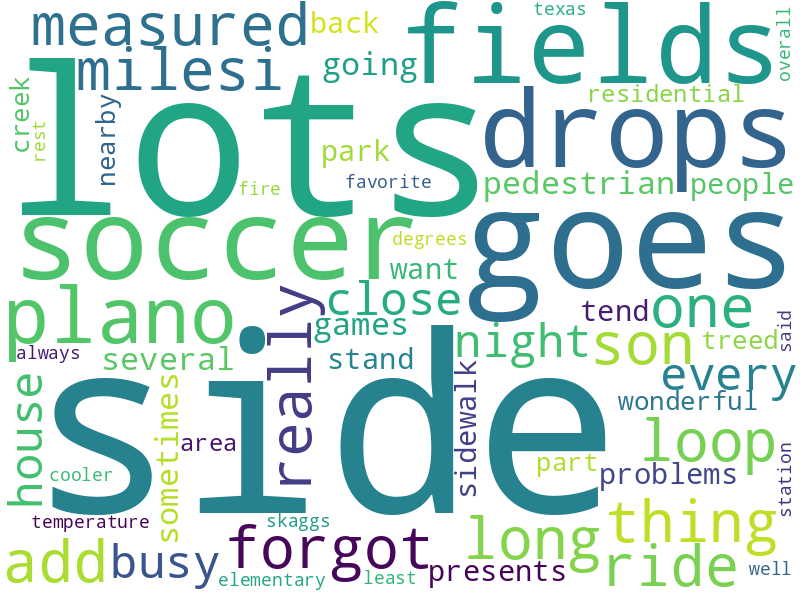 texas
measured back
fields
overall
milesi going
lots
creek
rest
nearby
residential
drops
park
fire favorite
pedestrian people
soccer
goes
degrees
want
plano
close
really
tend one
games
said
always several
stand
night son treed
side
every
house
sometimes
area
sidewalk
wonderful
loop
cooler
part problems
station
temperature
skaggs
long thing
add busy forgot
presents ride well
elementary least